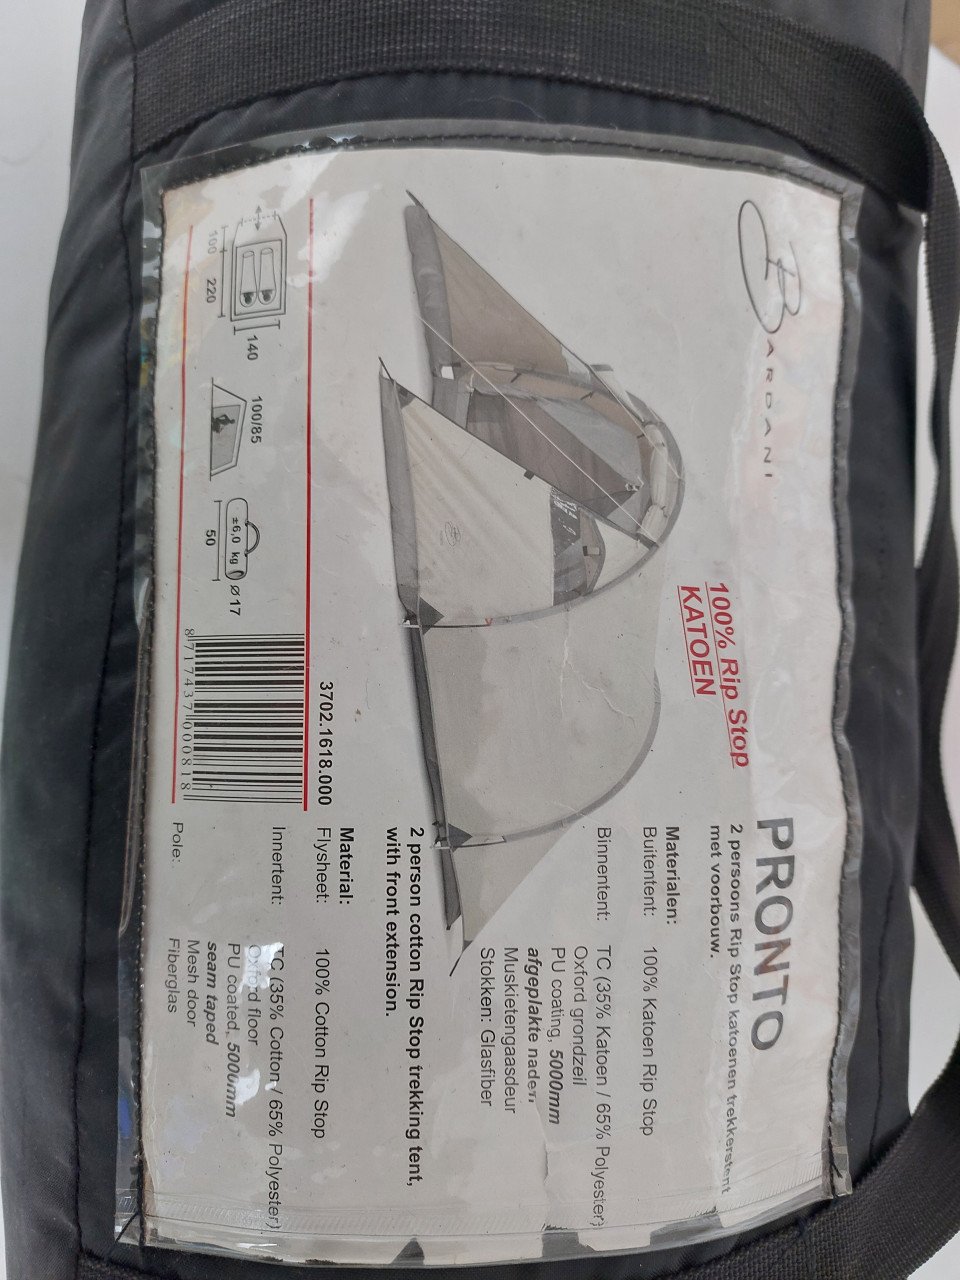 BARDANI
PRONTO
100% Rip Stop
KATOEN
2 persoons Rip Stop katoenen trekkerstent
met voorbouw.
Materialen:
Buitentent: 100% Katoen Rip Stop
Binnentent: TC (35% Katoen / 65% Polyester)
Oxford grondzeil
PU coating, 5000mm
afgeplakte naden
Muskietengaasdeur
Stokken: Glasfiber
2 person cotton Rip Stop trekking tent,
with front extension.
Material:
Flysheet: 100% Cotton Rip Stop
Innertent: TC (35% Cotton / 65% Polyester)
Oxford floor
PU coated, 5000mm
seam taped
Mesh door
Pole: Fiberglas
3702.1618.000
8 717437 000818
100
220
140
100/85
±6,0 kg
50
Ø17